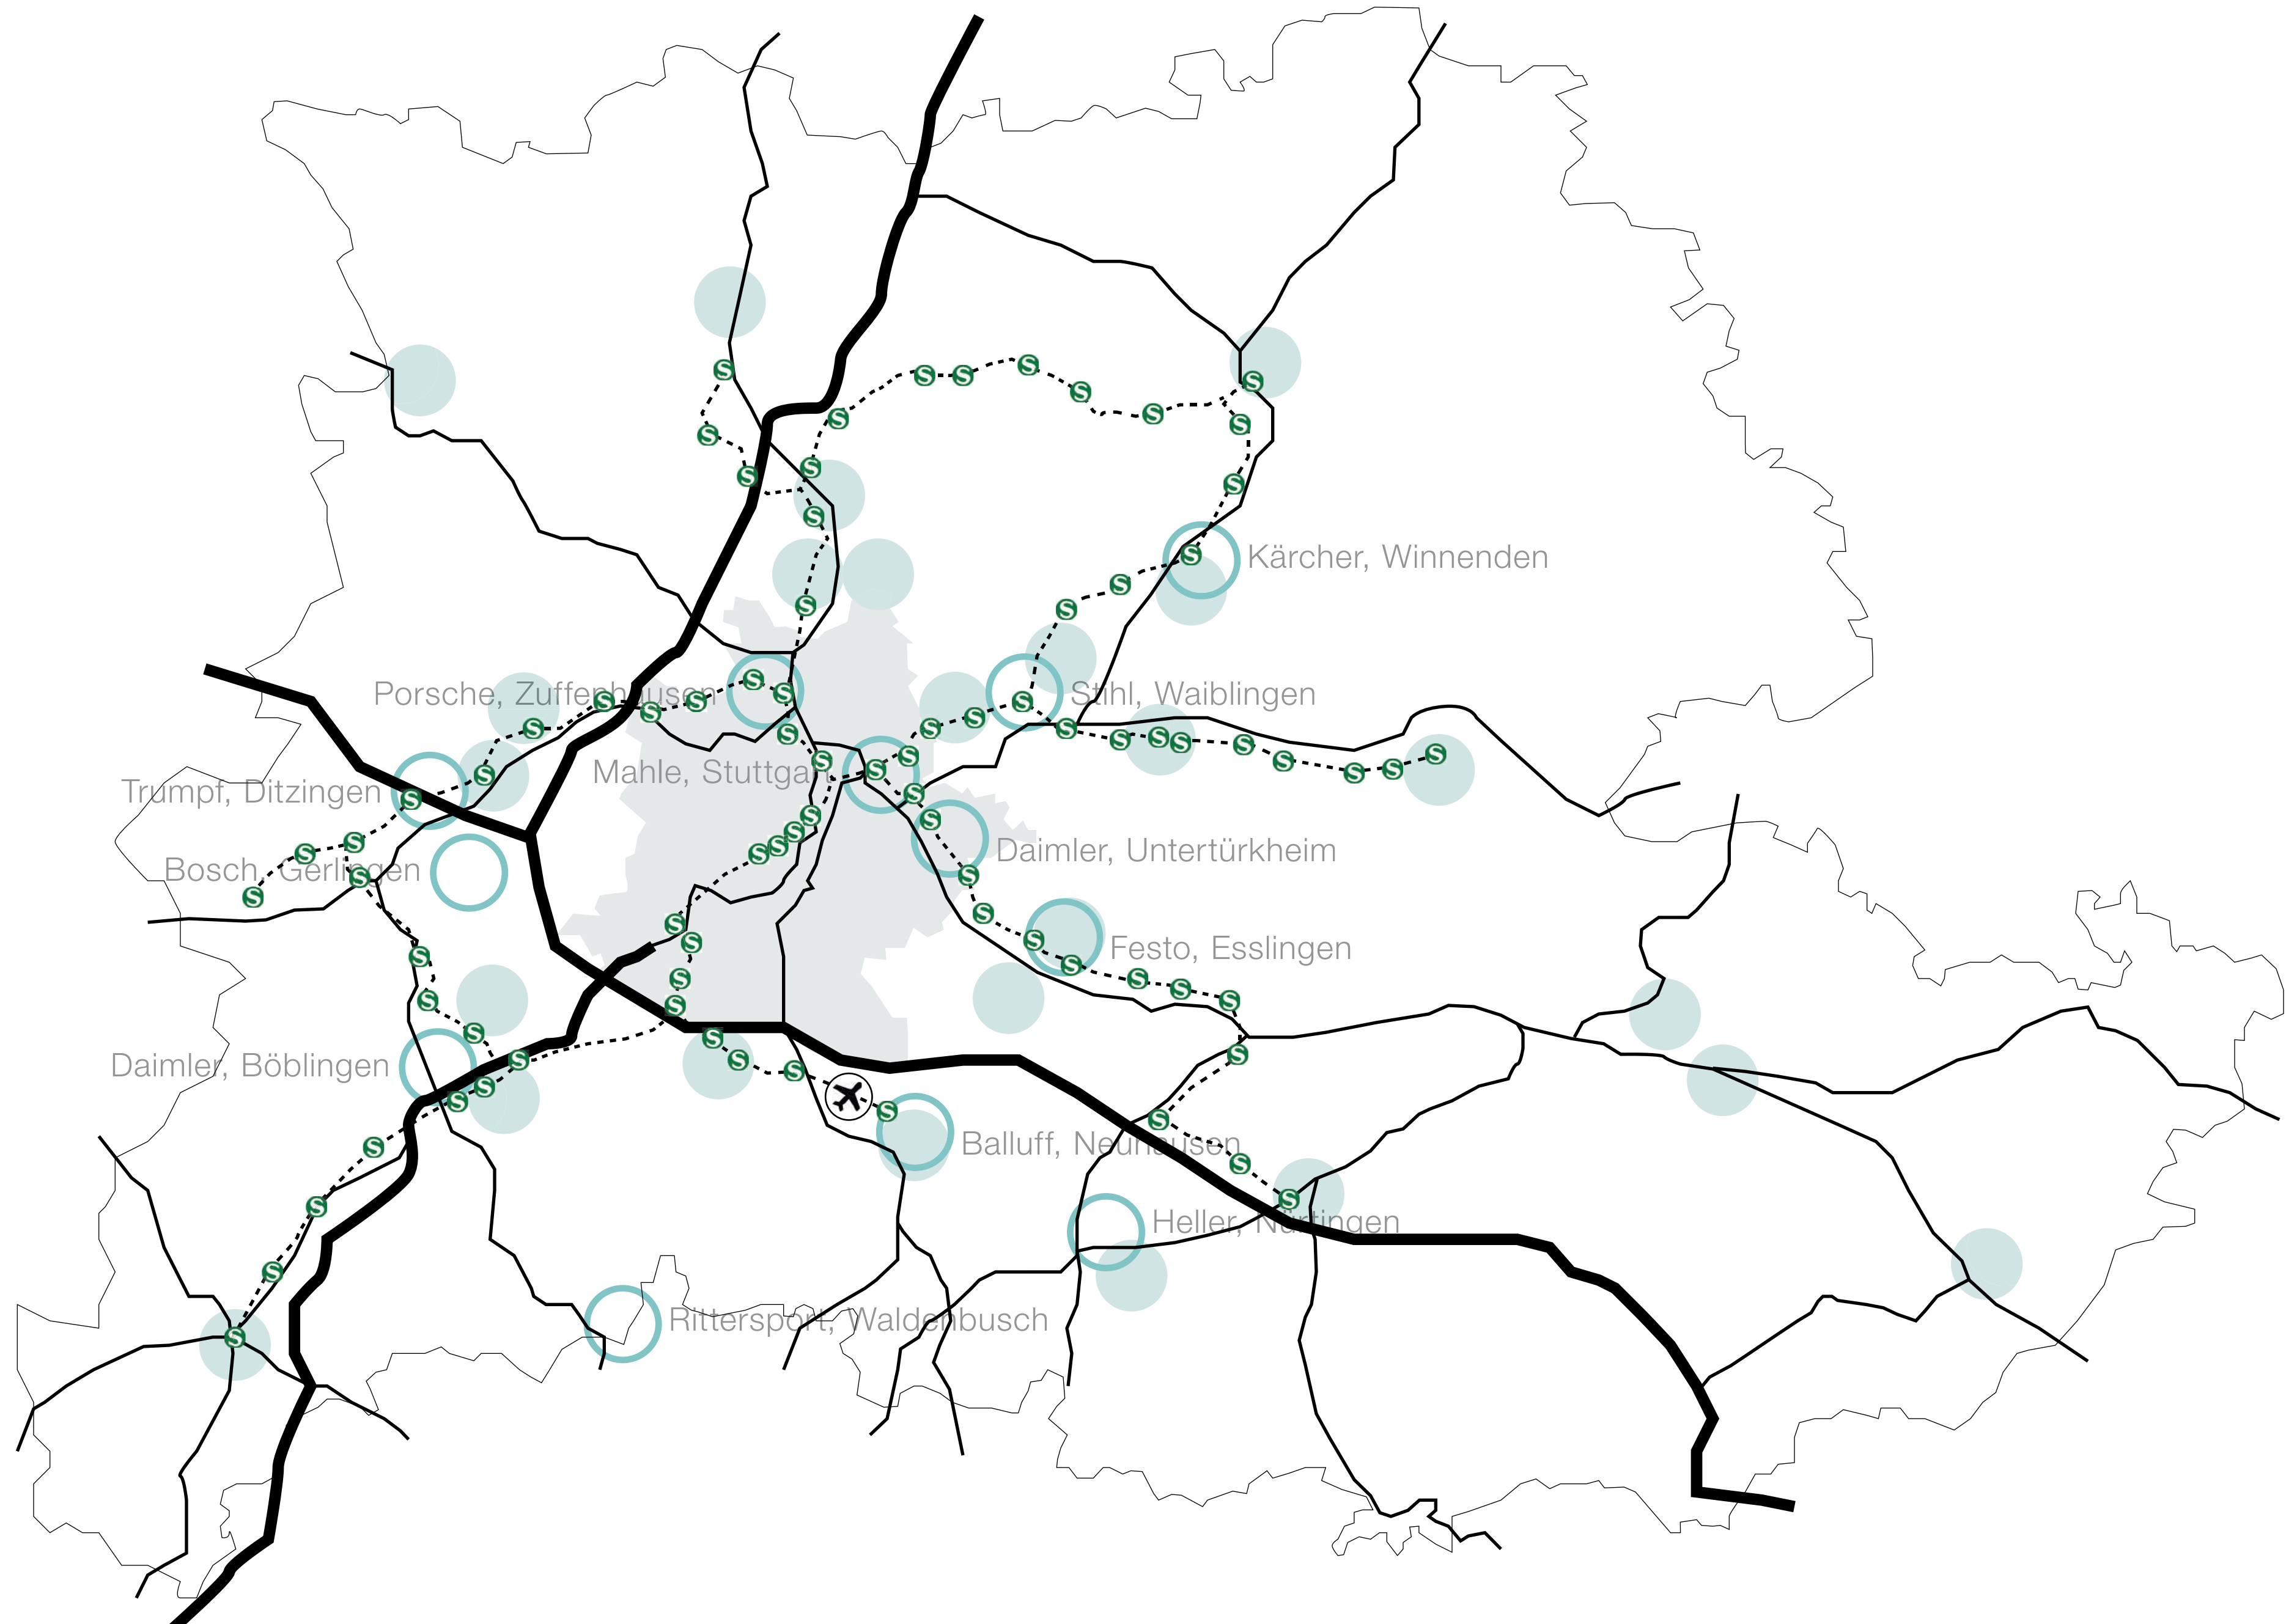 Kärcher, Winnenden
Porsche, Zuffenhausen
Stihl, Waiblingen
Mahle, Stuttgart
Trumpf, Ditzingen
Daimler, Untertürkheim
Bosch, Gerlingen
Festo, Esslingen
Daimler, Böblingen
Balluff, Neuhausen
Heller, Nürtingen
Rittersport, Waldenbusch